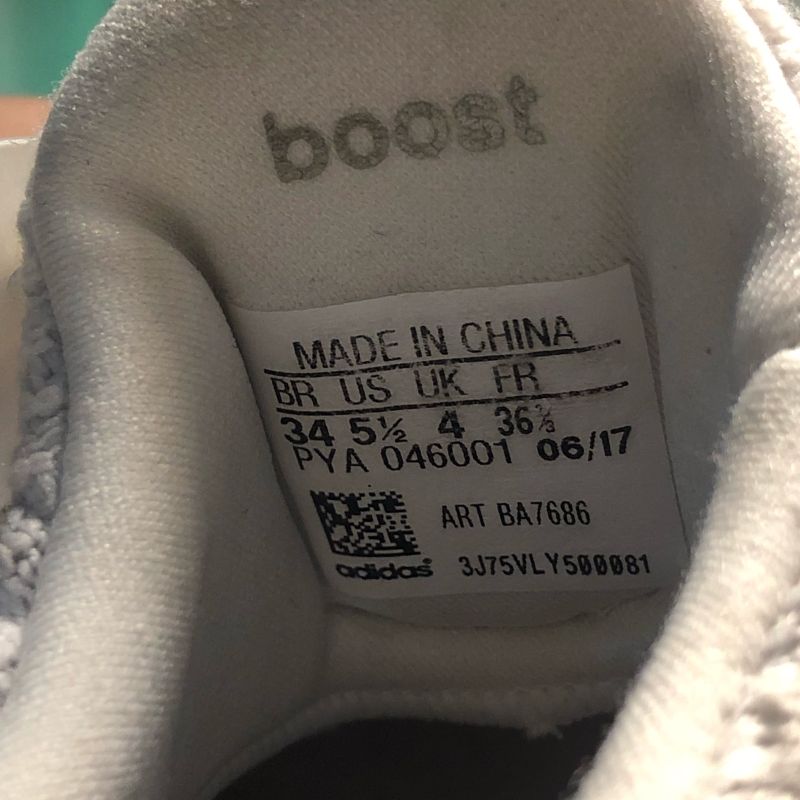 boost
MADE IN CHINA
BR US UK FR
34 5½ 4 36⅔
PYA 046001 06/17
ART BA7686
adidas 3J75VLY500081